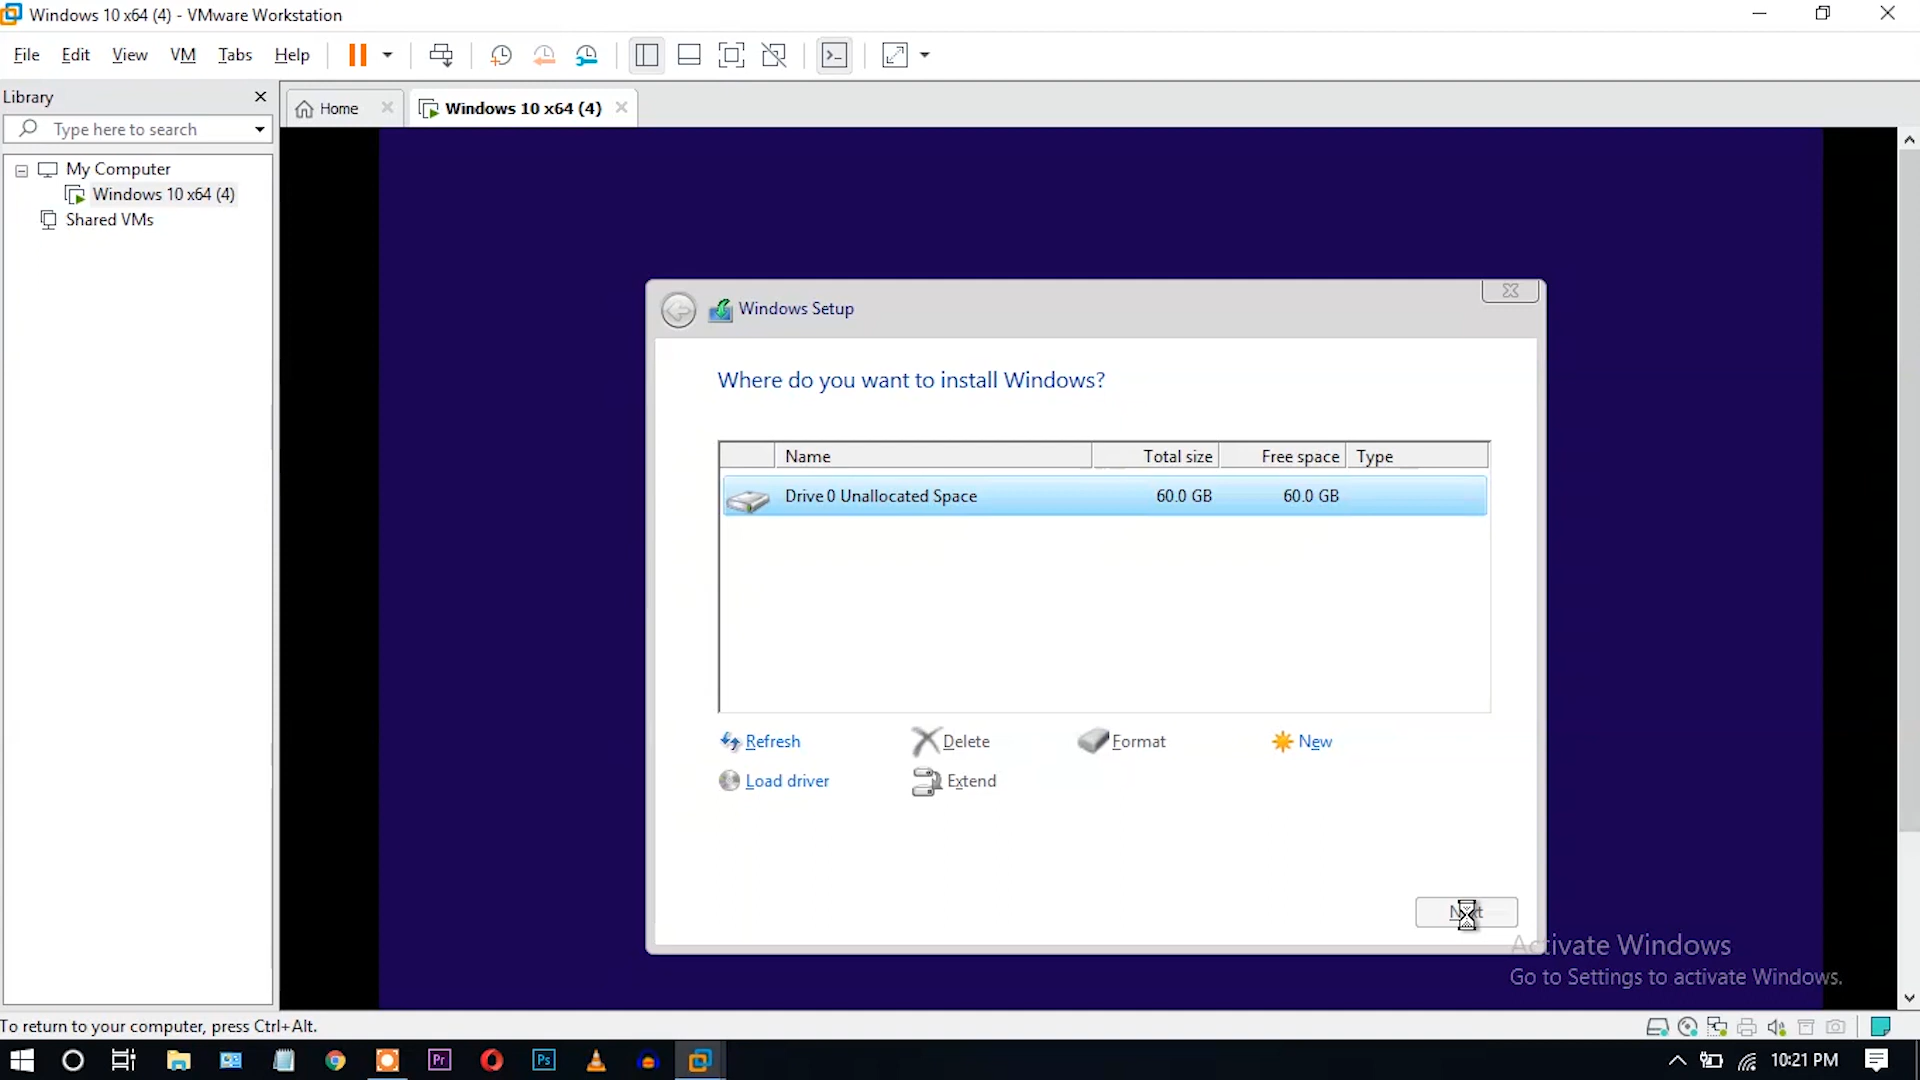 Windows 10 x64 (4) - VMware Workstation
File Edit View VM Tabs Help
Library
Home
Windows 10 x64 (4)
Type here to search
My Computer
Windows 10 x64 (4)
Shared VMs
Windows Setup
Where do you want to install Windows?
Name Total size Free space Type
Drive 0 Unallocated Space 60.0 GB 60.0 GB
Refresh Delete Format New
Load driver Extend
Activate Windows
Go to Settings to activate Windows.
To return to your computer, press Ctrl+Alt.
Pr Ps 10:21 PM